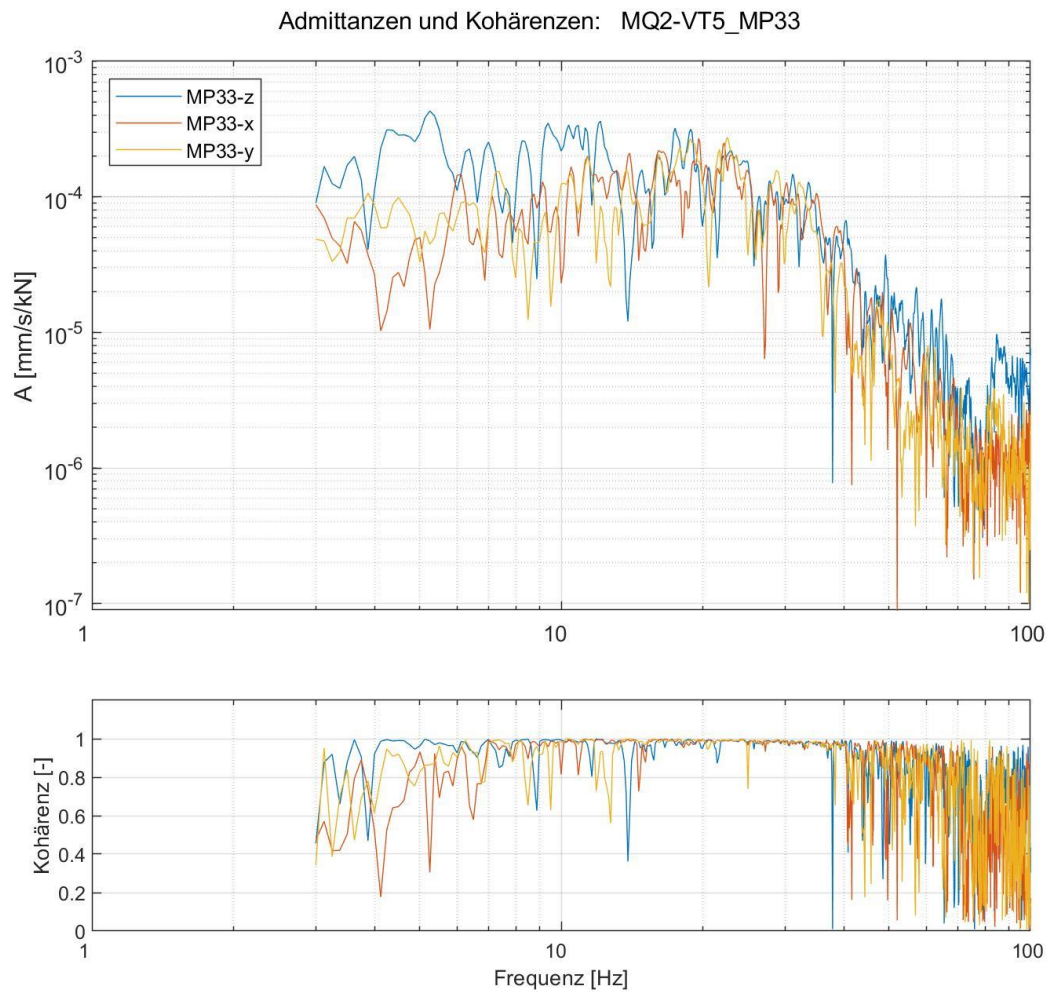 Admittanzen und Kohärenzen: MQ2-VT5_MP33
10-3
MP33-z
MP33-x
MP33-y
10-4
A [mm/s/kN]
10-5
10-6
10-7
1 10 100
1
0.8
Kohärenz [-]
0.6
0.4
0.2
0
1 10 100
Frequenz [Hz]